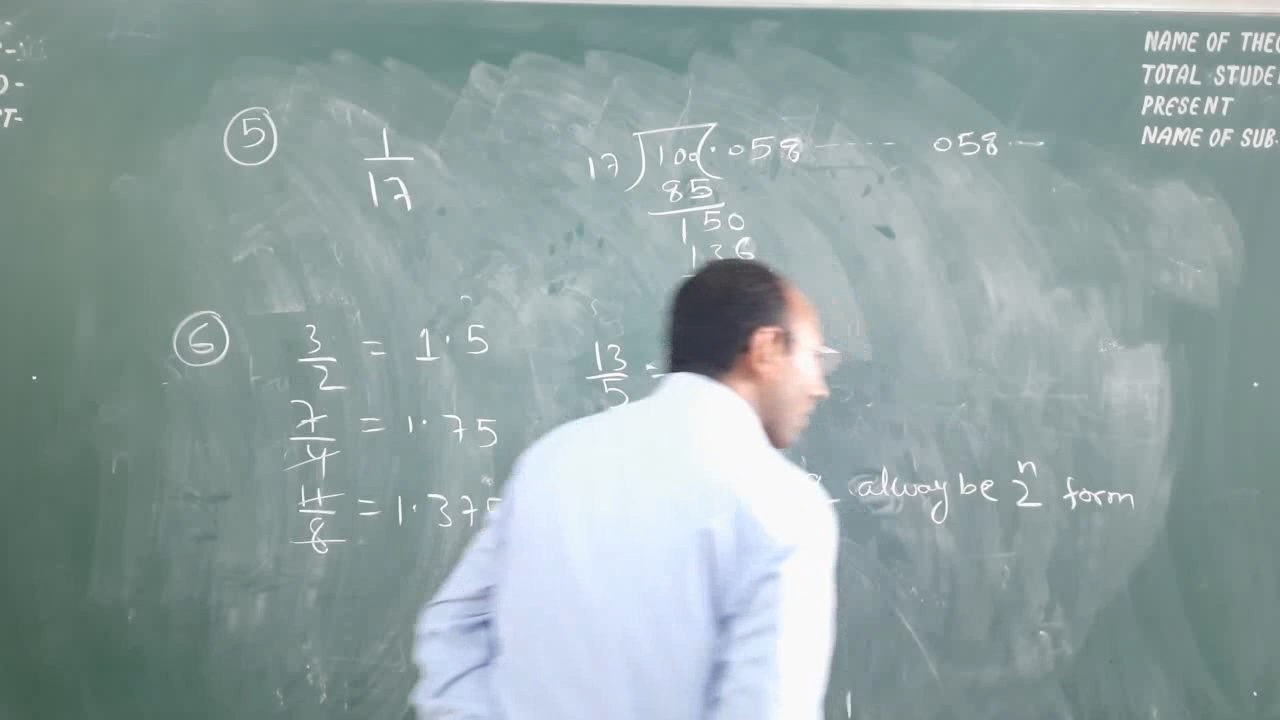 NAME OF THE
TOTAL STUDE
PRESENT
NAME OF SUB.
5 1/17 17)100(.058 ------ 058 --
85
150
136
6 3/2 = 1.5 13/5
7/4 = 1.75
11/8 = 1.375
alway be 2^n form